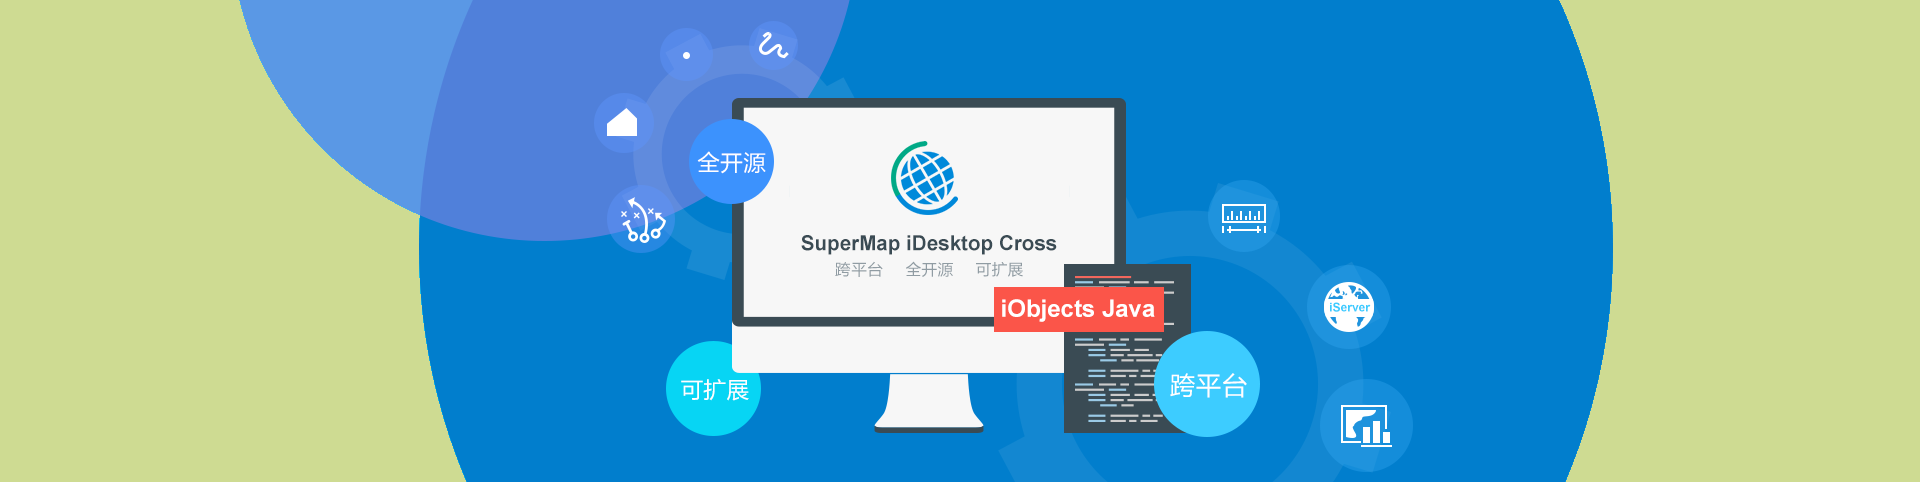 全开源
SuperMap iDesktop Cross
跨平台 全开源 可扩展
iObjects Java
iServer
可扩展
跨平台